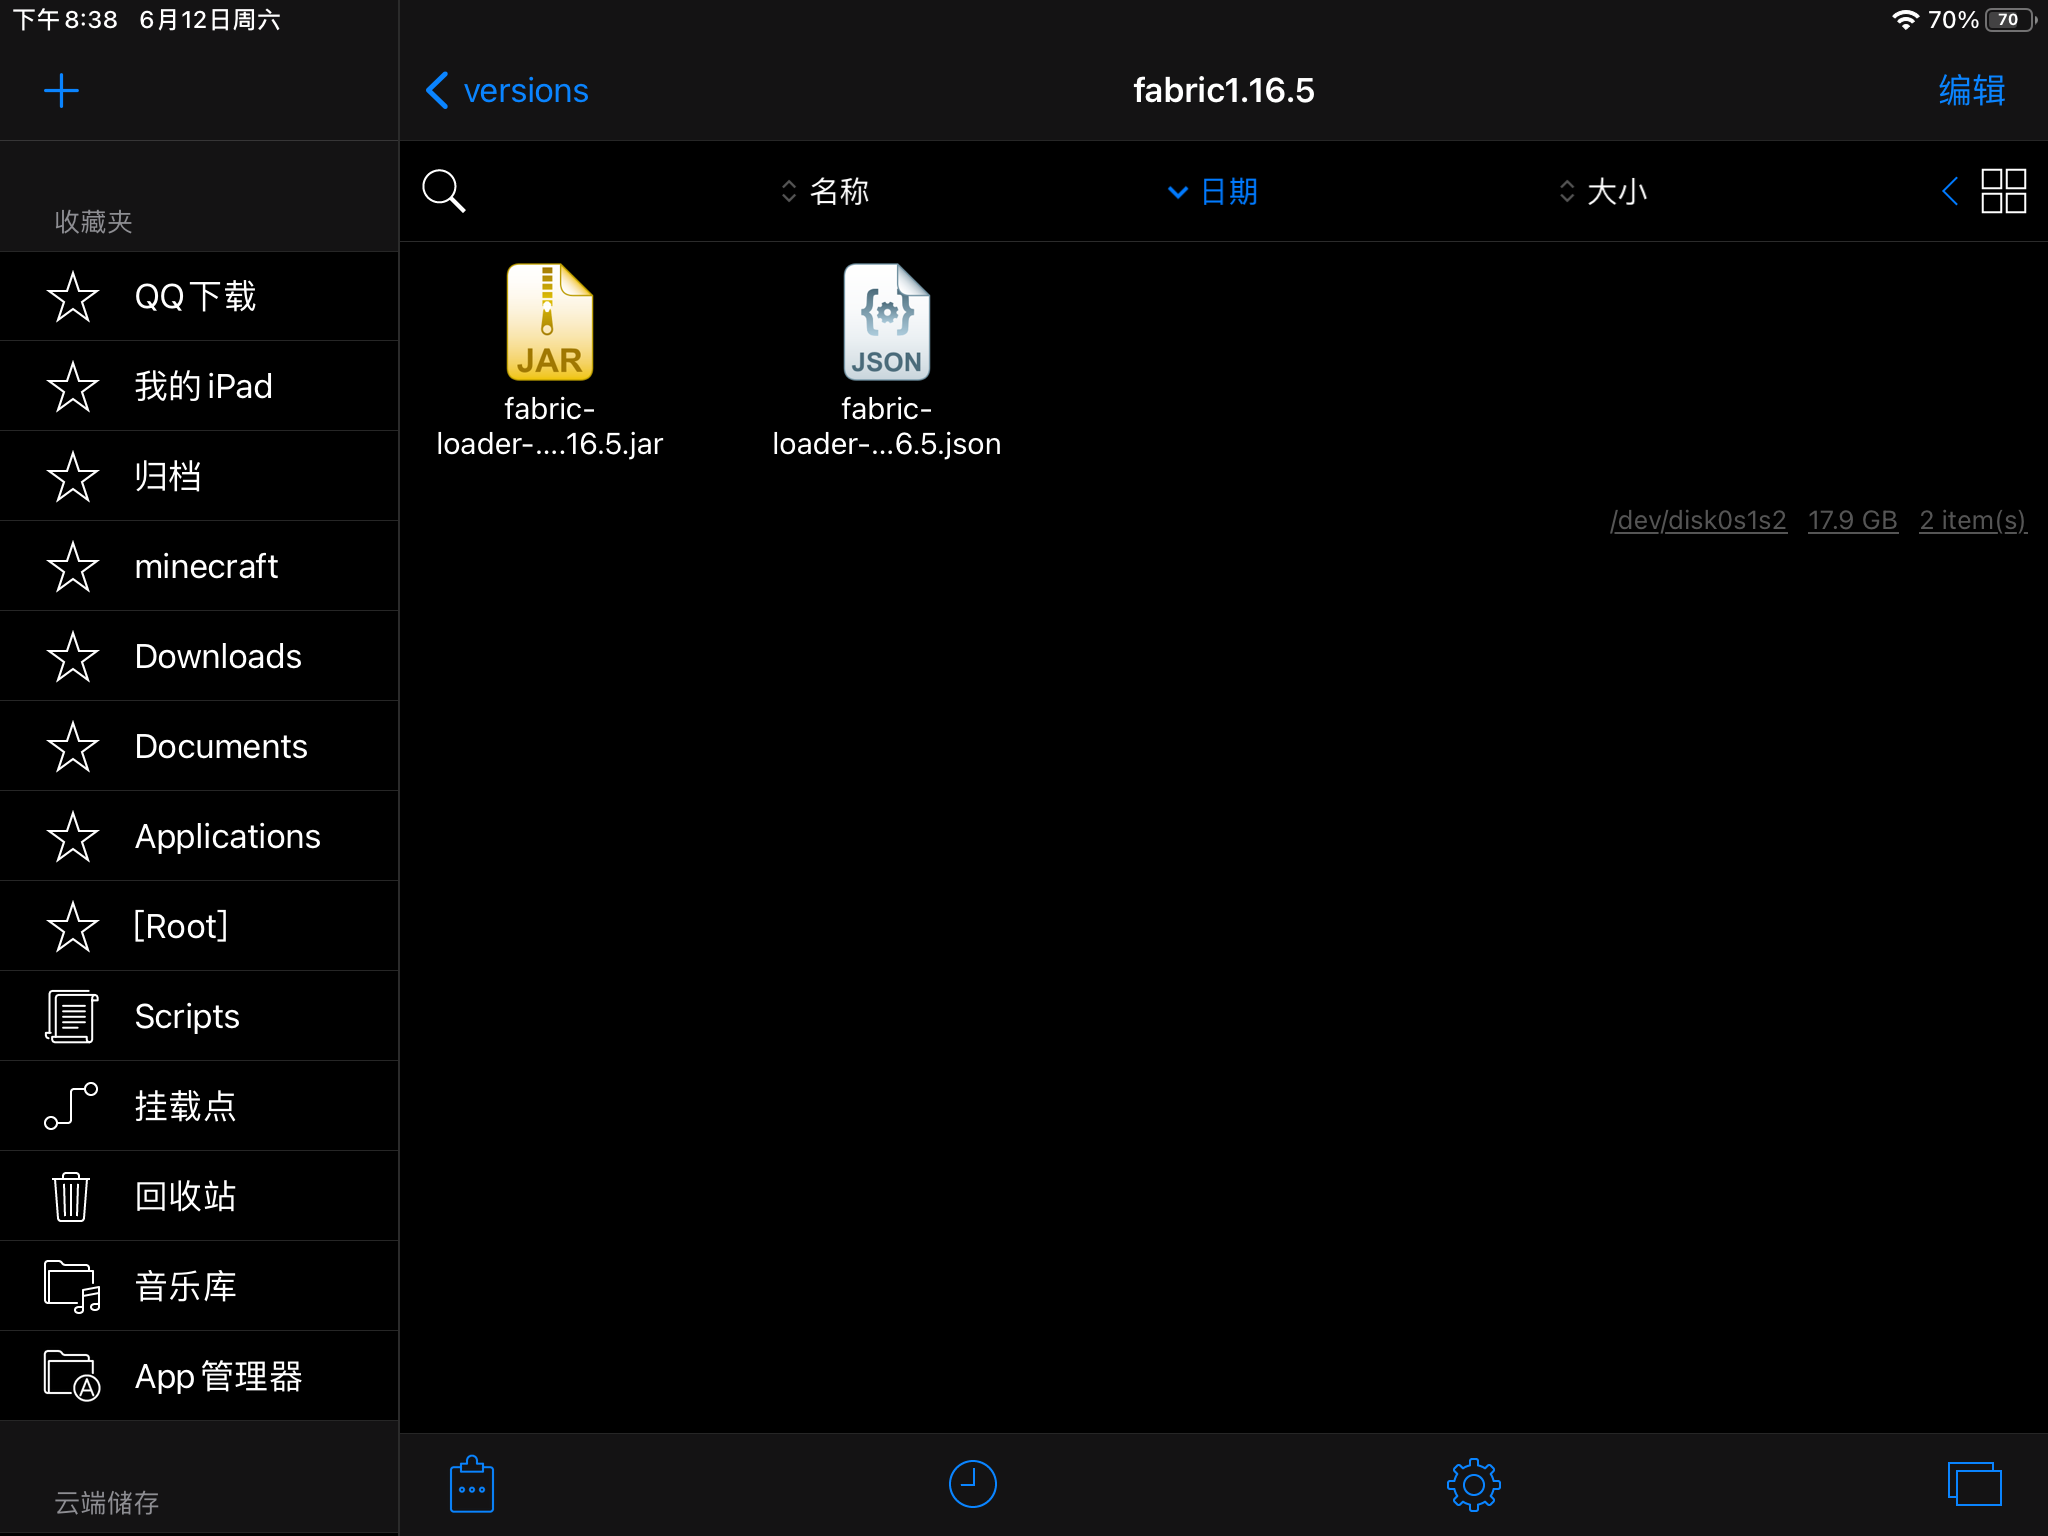 下午8:38 6月12日周六
70% 70
versions
fabric1.16.5
编辑
收藏夹
QQ下载
我的iPad
归档
minecraft
Downloads
Documents
Applications
[Root]
Scripts
挂载点
回收站
音乐库
App管理器
云端储存
名称
日期
大小
JAR
fabric-
loader-....16.5.jar
JSON
fabric-
loader-...6.5.json
/dev/disk0s1s2 17.9 GB 2 item(s)